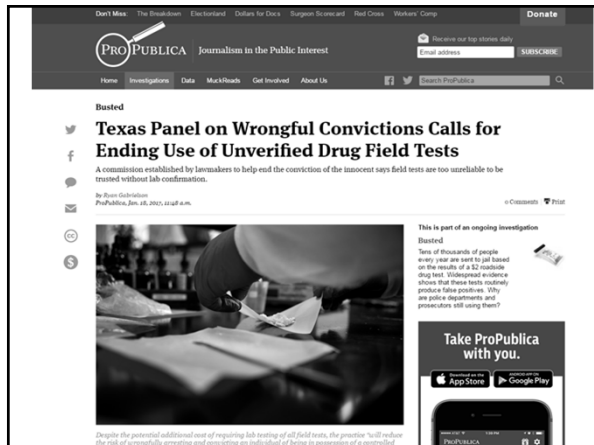 Don't Miss: The Breakdown Electionland Dollars for Docs Surgeon Scorecard Red Cross Workers' Comp Donate
PROPUBLICA Journalism in the Public Interest
Receive our top stories daily
Email address SUBSCRIBE
Home Investigations Data MuckReads Get Involved About Us Search ProPublica
Busted
Texas Panel on Wrongful Convictions Calls for
Ending Use of Unverified Drug Field Tests
A commission established by lawmakers to help end the conviction of the innocent says field tests are too unreliable to be
trusted without lab confirmation.
by Ryan Gabrielson
ProPublica, Jan. 18, 2017, 11:48 a.m.
0 Comments Print
This is part of an ongoing investigation
Busted
Tens of thousands of people
every year are sent to jail based
on the results of a $2 roadside
drug test. Widespread evidence
shows that these tests routinely
produce false positives. Why
are police departments and
prosecutors still using them?
Take ProPublica
with you.
Download on the
App Store
ANDROID APP ON
Google Play
PROPUBLICA
Despite the potential additional cost of requiring lab testing of all field tests, the practice "will reduce
the risk of wrongfully arresting and convicting an individual of being in possession of a controlled